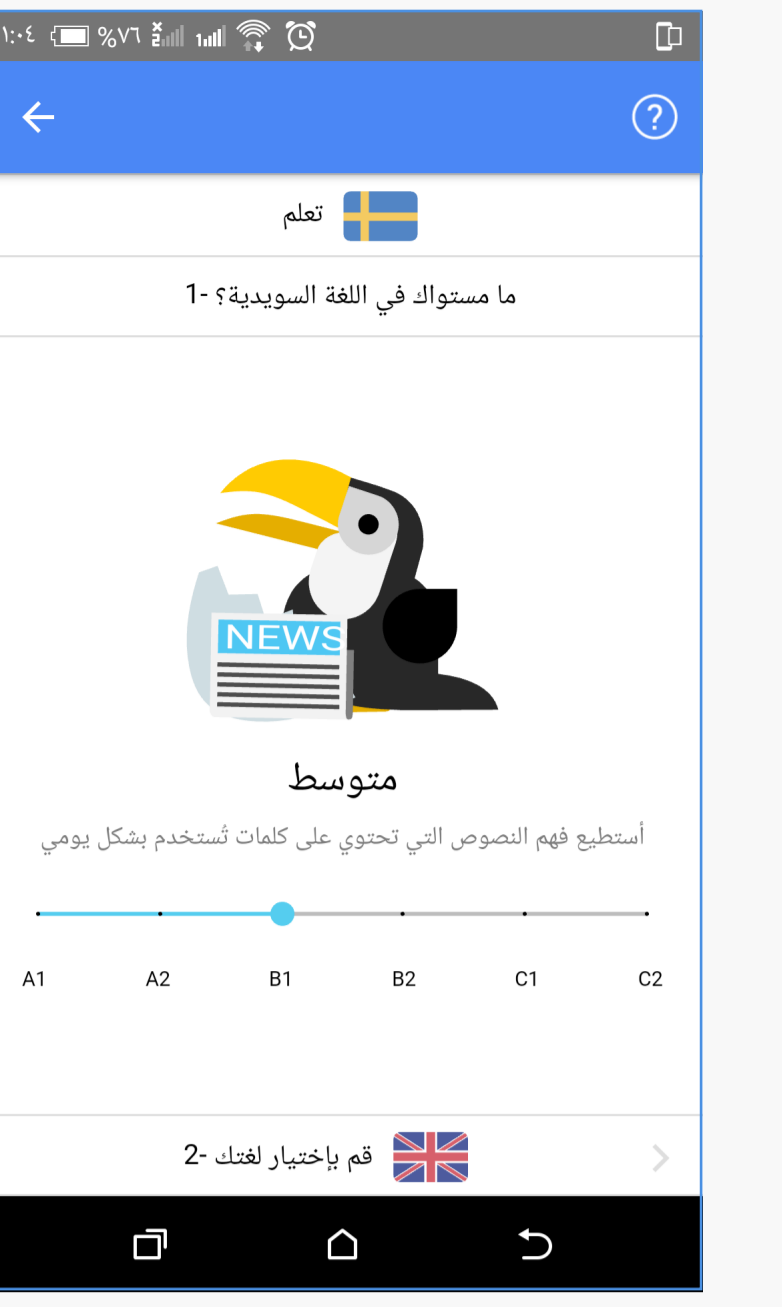 ١:٠٤ %٧٦
تعلم
ما مستواك في اللغة السويدية؟ -1
NEWS
متوسط
أستطيع فهم النصوص التي تحتوي على كلمات تُستخدم بشكل يومي
A1 A2 B1 B2 C1 C2
قم بإختيار لغتك -2